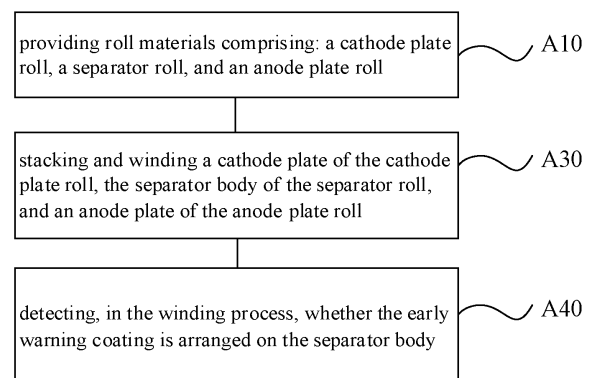 providing roll materials comprising: a cathode plate
roll, a separator roll, and an anode plate roll
A10
stacking and winding a cathode plate of the cathode
plate roll, the separator body of the separator roll,
and an anode plate of the anode plate roll
A30
detecting, in the winding process, whether the early
warning coating is arranged on the separator body
A40